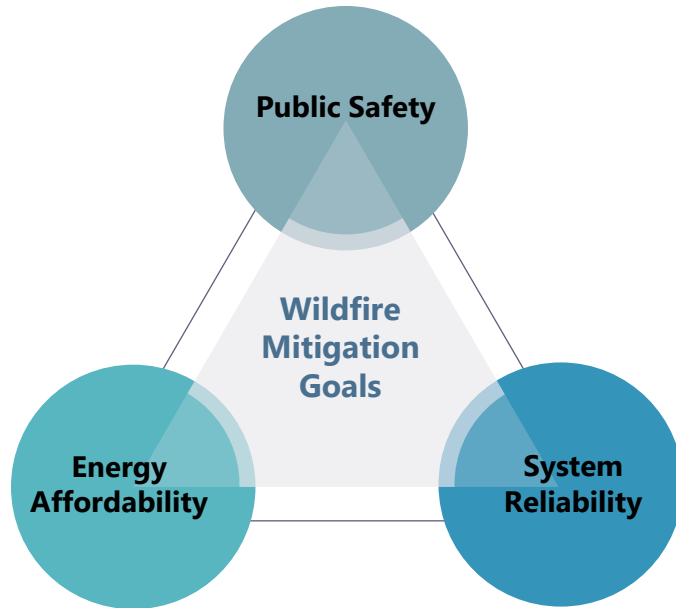 Public Safety
Wildfire
Mitigation
Goals
Energy
Affordability
System
Reliability